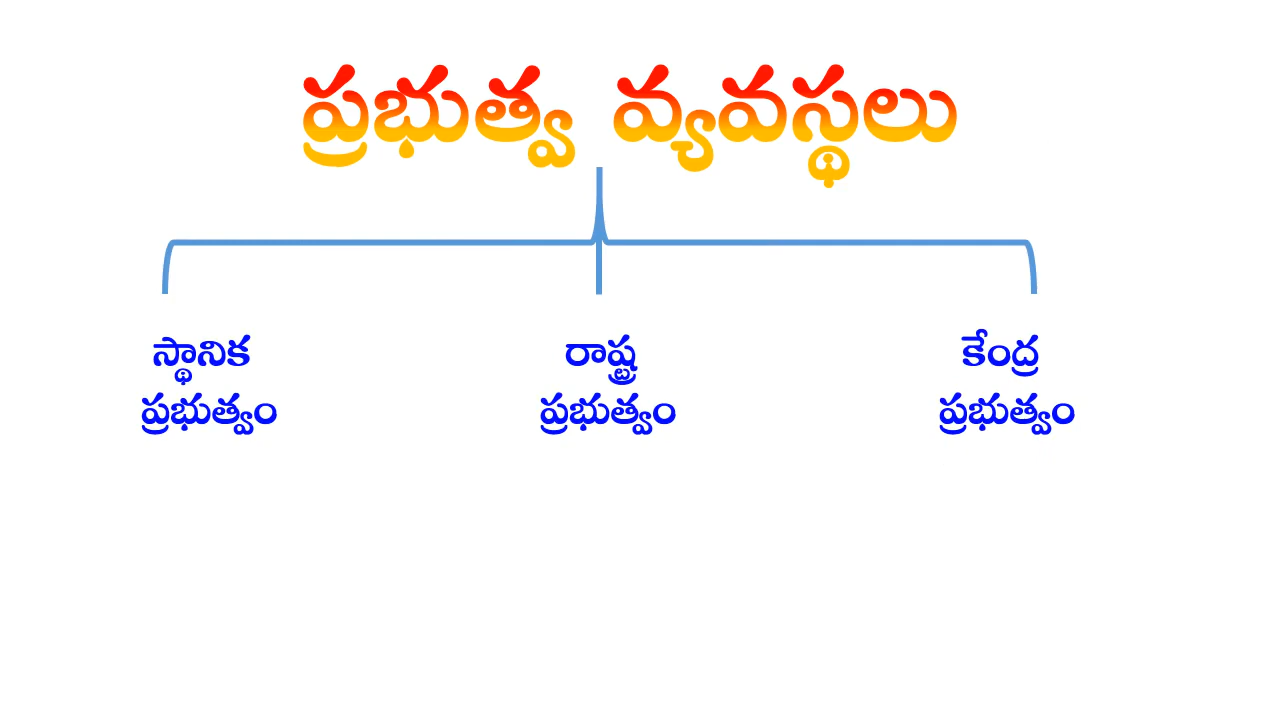 ప్రభుత్వ వ్యవస్థలు
స్థానిక
ప్రభుత్వం
రాష్ట్ర
ప్రభుత్వం
కేంద్ర
ప్రభుత్వం